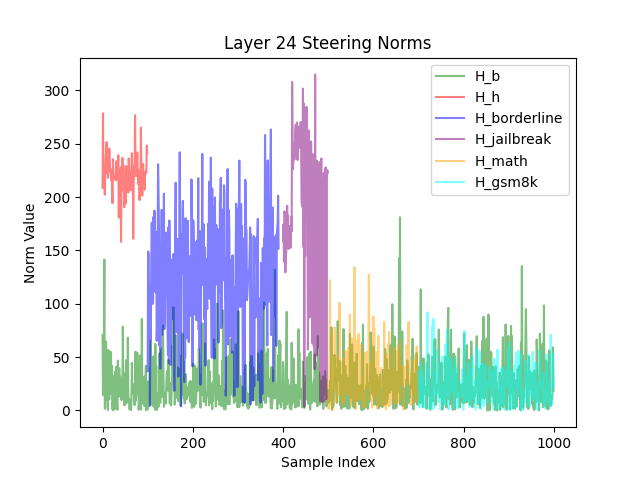 Layer 24 Steering Norms
H_b
H_h
H_borderline
H_jailbreak
H_math
H_gsm8k
Norm Value
300
250
200
150
100
50
0
0 200 400 600 800 1000
Sample Index